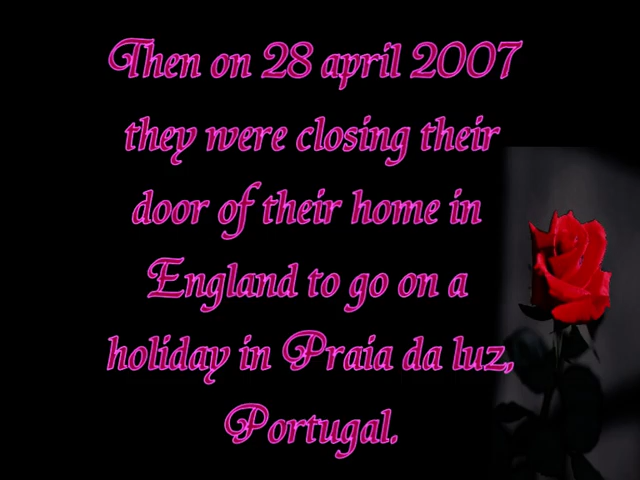 Then on 28 april 2007
they were closing their
door of their home in
England to go on a
holiday in Praia da luz,
Portugal.